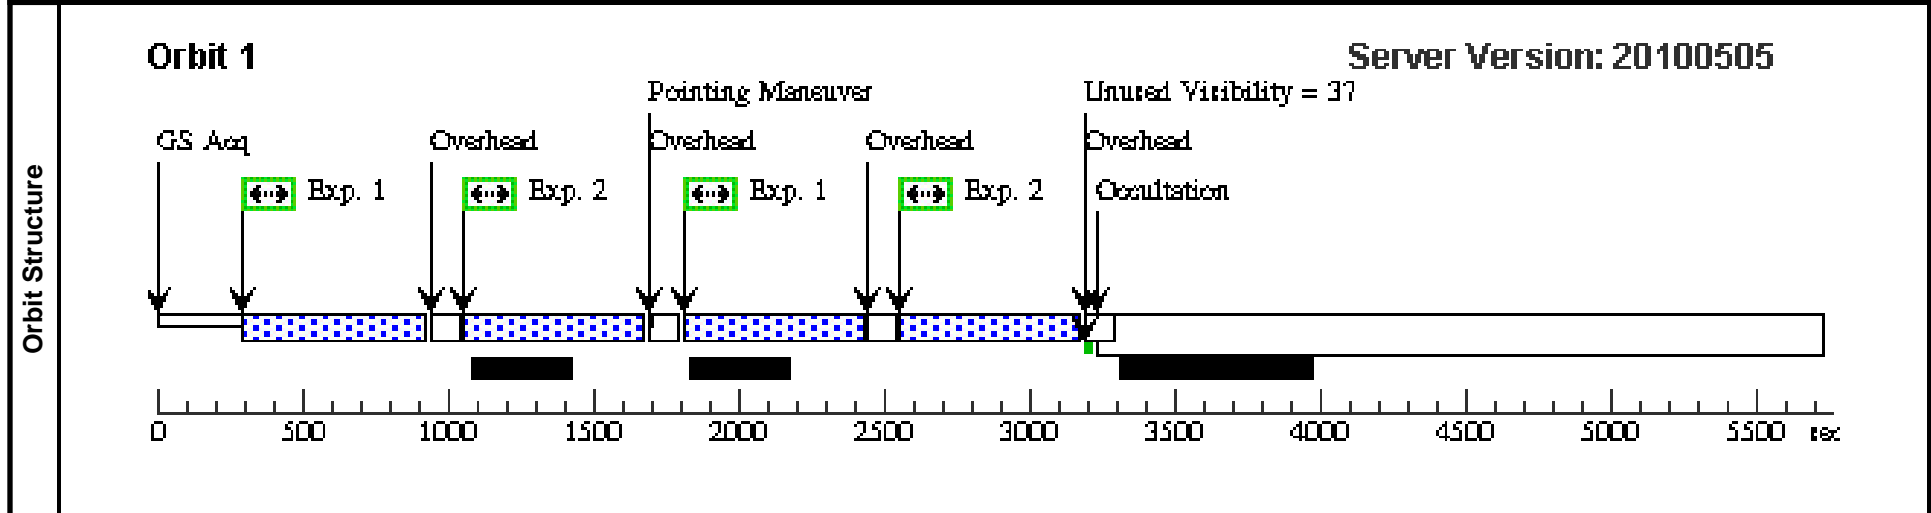 Orbit Structure
Orbit 1
Server Version: 20100505
Pointing Maneuver
Unused Visibility = 37
GS Acq
Overhead
Overhead
Overhead
Overhead
Exp. 1
Exp. 2
Exp. 1
Exp. 2
Occultation
0 500 1000 1500 2000 2500 3000 3500 4000 4500 5000 5500 sec